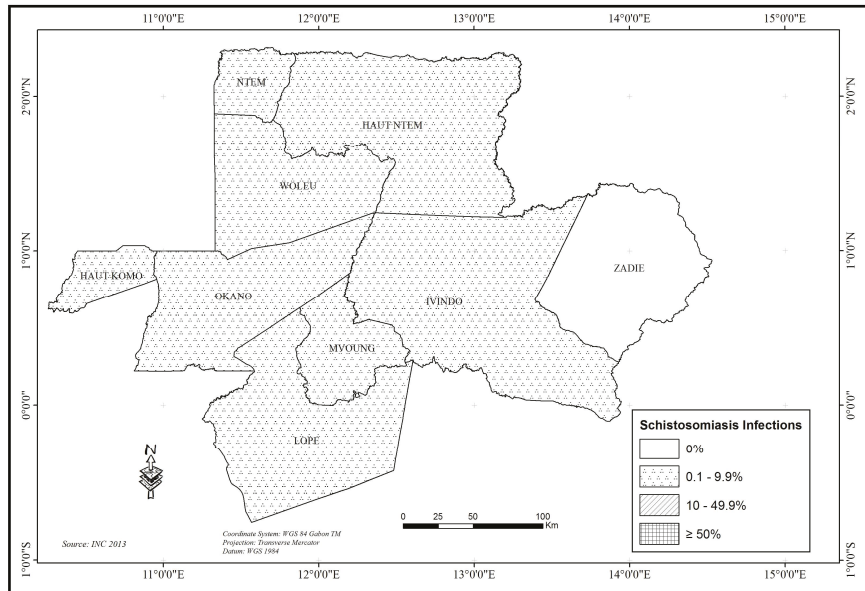 11°0'0"E 12°0'0"E 13°0'0"E 14°0'0"E 15°0'0"E
2°0'0"N 2°0'0"N
NTEM
HAUT NTEM
WOLEU
1°0'0"N 1°0'0"N
ZADIE
HAUT-KOMO
OKANO
IVINDO
MVOUNG
0°0'0" 0°0'0"
LOPE
Schistosomiasis Infections
0%
0.1 - 9.9%
10 - 49.9%
≥ 50%
N
0 25 50 100
Km
Source: INC 2013
Coordinate System: WGS 84 Gabon TM
Projection: Transverse Mercator
Datum: WGS 1984
1°0'0"S 1°0'0"S
11°0'0"E 12°0'0"E 13°0'0"E 14°0'0"E 15°0'0"E